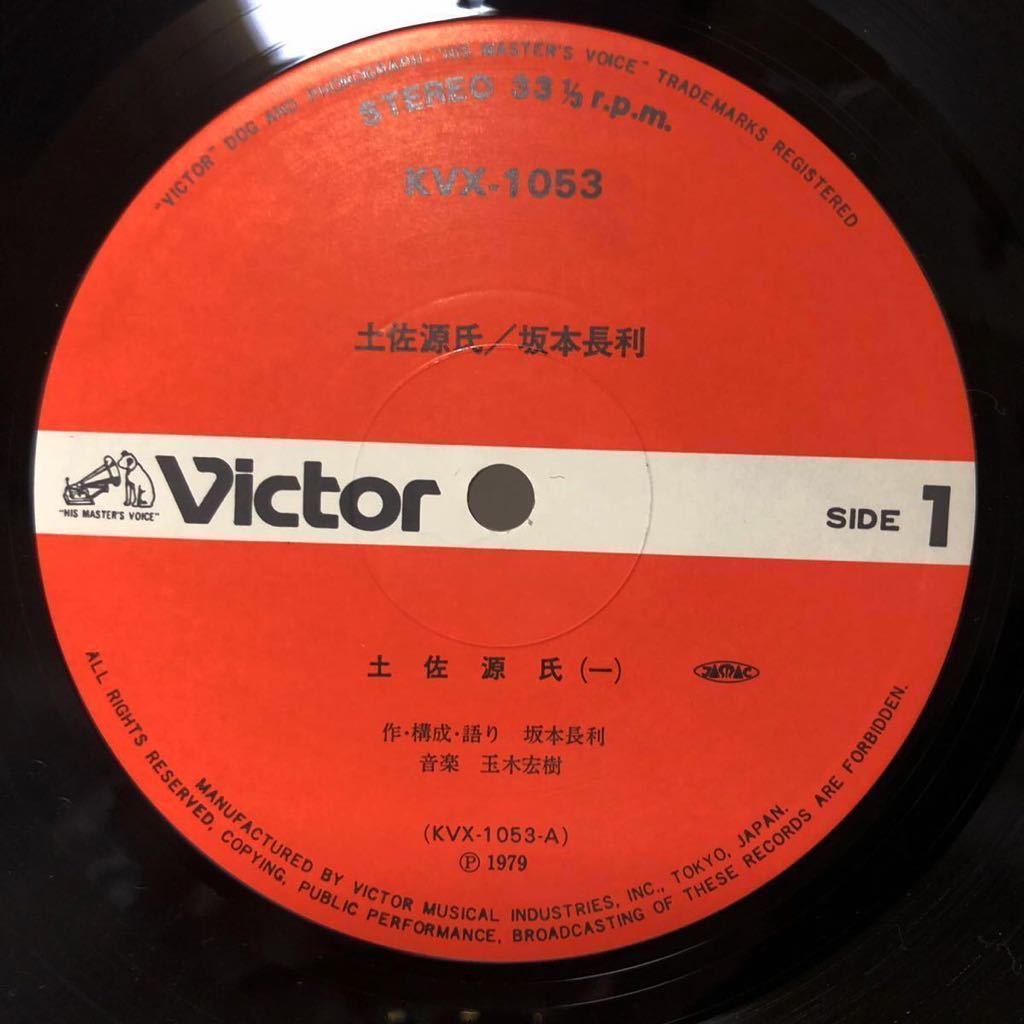 "VICTOR" DOG AND PHONOGRAPH "HIS MASTER'S VOICE" TRADEMARKS REGISTERED
STEREO 33⅓ r.p.m.
KVX-1053
土佐源氏/坂本長利
"HIS MASTER'S VOICE"
Victor
SIDE 1
土佐源氏(一)
JASRAC
作・構成・語り 坂本長利
音楽 玉木宏樹
(KVX-1053-A)
Ⓟ 1979
MANUFACTURED BY VICTOR MUSICAL INDUSTRIES, INC., TOKYO, JAPAN.
ALL RIGHTS RESERVED, COPYING, PUBLIC PERFORMANCE, BROADCASTING OF THESE RECORDS ARE FORBIDDEN.